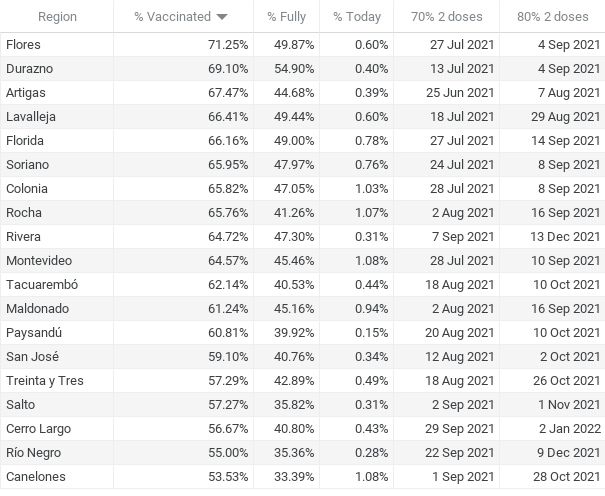 Region % Vaccinated % Fully % Today 70% 2 doses 80% 2 doses
Flores 71.25% 49.87% 0.60% 27 Jul 2021 4 Sep 2021
Durazno 69.10% 54.90% 0.40% 13 Jul 2021 4 Sep 2021
Artigas 67.47% 44.68% 0.39% 25 Jun 2021 7 Aug 2021
Lavalleja 66.41% 49.44% 0.60% 18 Jul 2021 29 Aug 2021
Florida 66.16% 49.00% 0.78% 27 Jul 2021 14 Sep 2021
Soriano 65.95% 47.97% 0.76% 24 Jul 2021 8 Sep 2021
Colonia 65.82% 47.05% 1.03% 28 Jul 2021 8 Sep 2021
Rocha 65.76% 41.26% 1.07% 2 Aug 2021 16 Sep 2021
Rivera 64.72% 47.30% 0.31% 7 Sep 2021 13 Dec 2021
Montevideo 64.57% 45.46% 1.08% 28 Jul 2021 10 Sep 2021
Tacuarembó 62.14% 40.53% 0.44% 18 Aug 2021 10 Oct 2021
Maldonado 61.24% 45.16% 0.94% 2 Aug 2021 16 Sep 2021
Paysandú 60.81% 39.92% 0.15% 20 Aug 2021 10 Oct 2021
San José 59.10% 40.76% 0.34% 12 Aug 2021 2 Oct 2021
Treinta y Tres 57.29% 42.89% 0.49% 18 Aug 2021 26 Oct 2021
Salto 57.27% 35.82% 0.31% 2 Sep 2021 1 Nov 2021
Cerro Largo 56.67% 40.80% 0.43% 29 Sep 2021 2 Jan 2022
Río Negro 55.00% 35.36% 0.28% 22 Sep 2021 9 Dec 2021
Canelones 53.53% 33.39% 1.08% 1 Sep 2021 28 Oct 2021